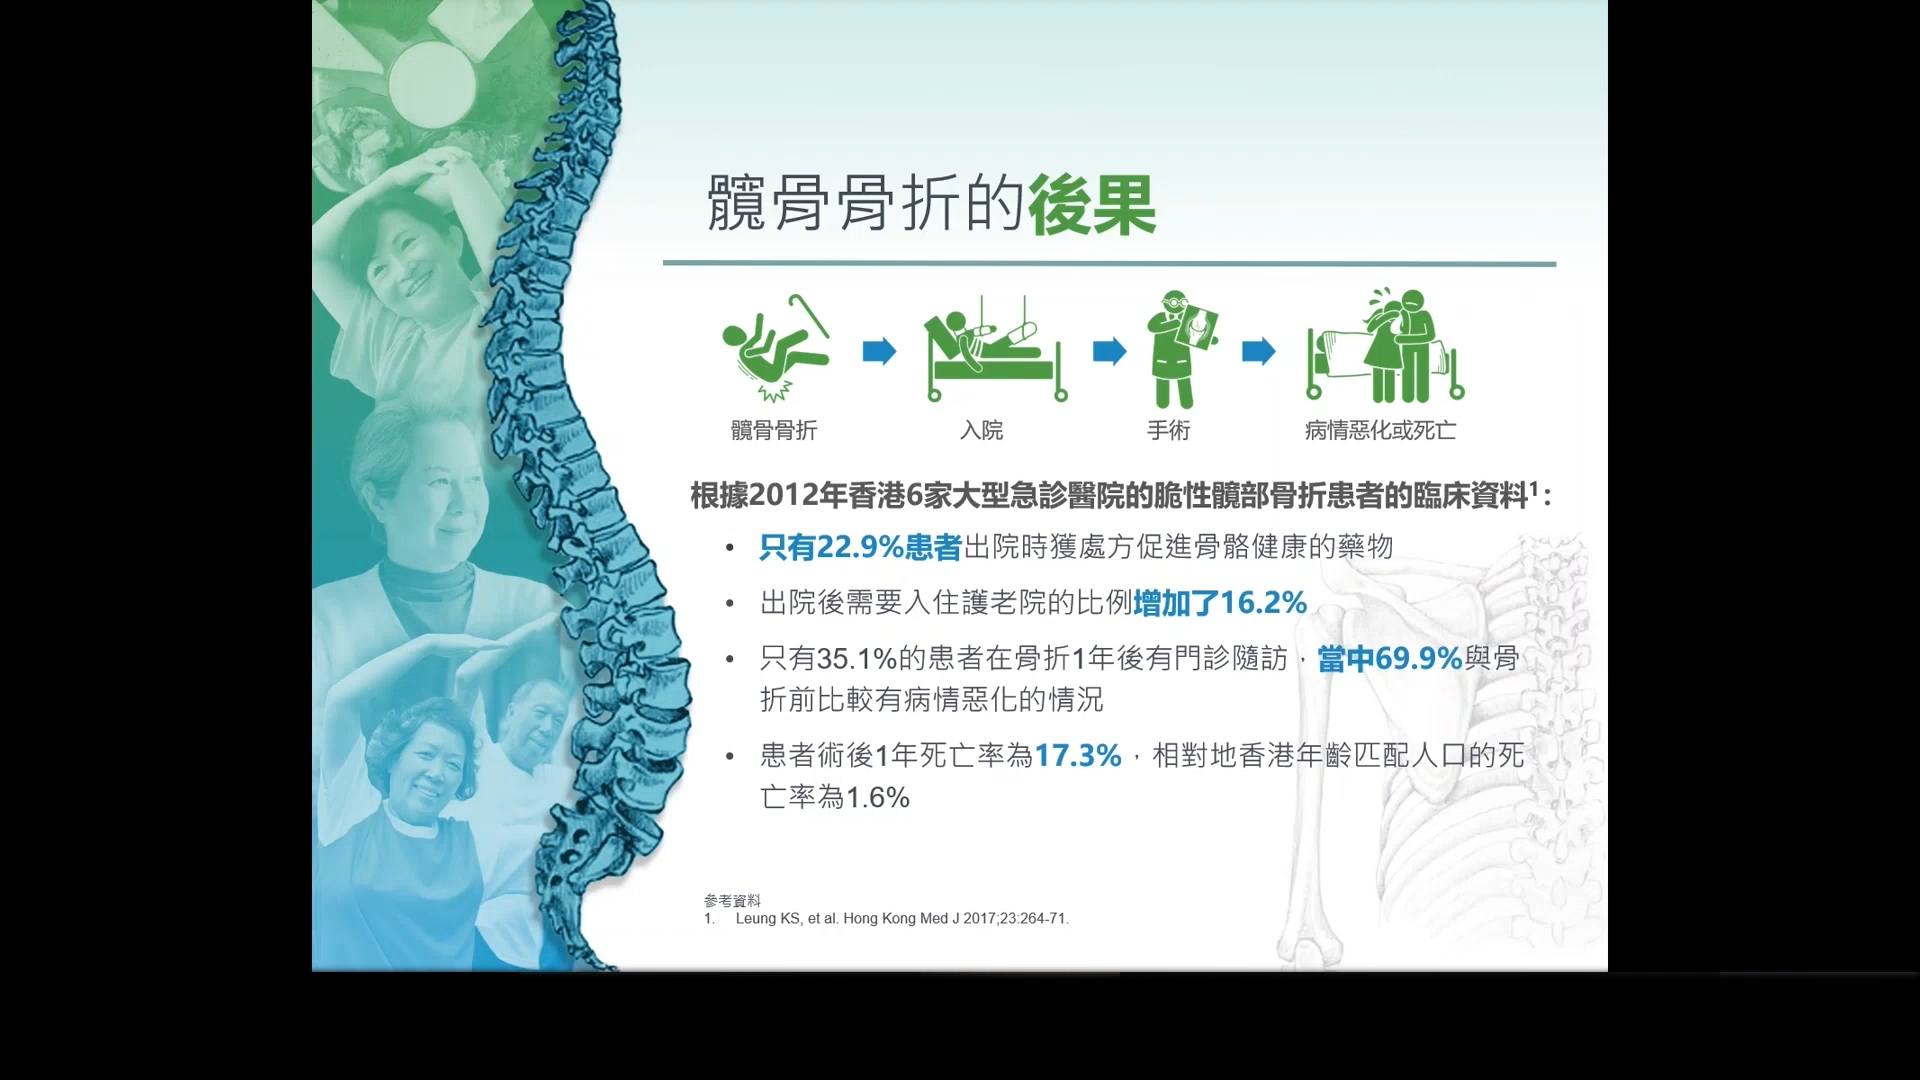 髖骨骨折的後果
髖骨骨折
入院
手術
病情惡化或死亡
根據2012年香港6家大型急診醫院的脆性髖部骨折患者的臨床資料1：
• 只有22.9%患者出院時獲處方促進骨骼健康的藥物
• 出院後需要入住護老院的比例增加了16.2%
• 只有35.1%的患者在骨折1年後有門診隨訪，當中69.9%與骨
折前比較有病情惡化的情況
• 患者術後1年死亡率為17.3%，相對地香港年齡匹配人口的死
亡率為1.6%
參考資料
1. Leung KS, et al. Hong Kong Med J 2017;23:264-71.